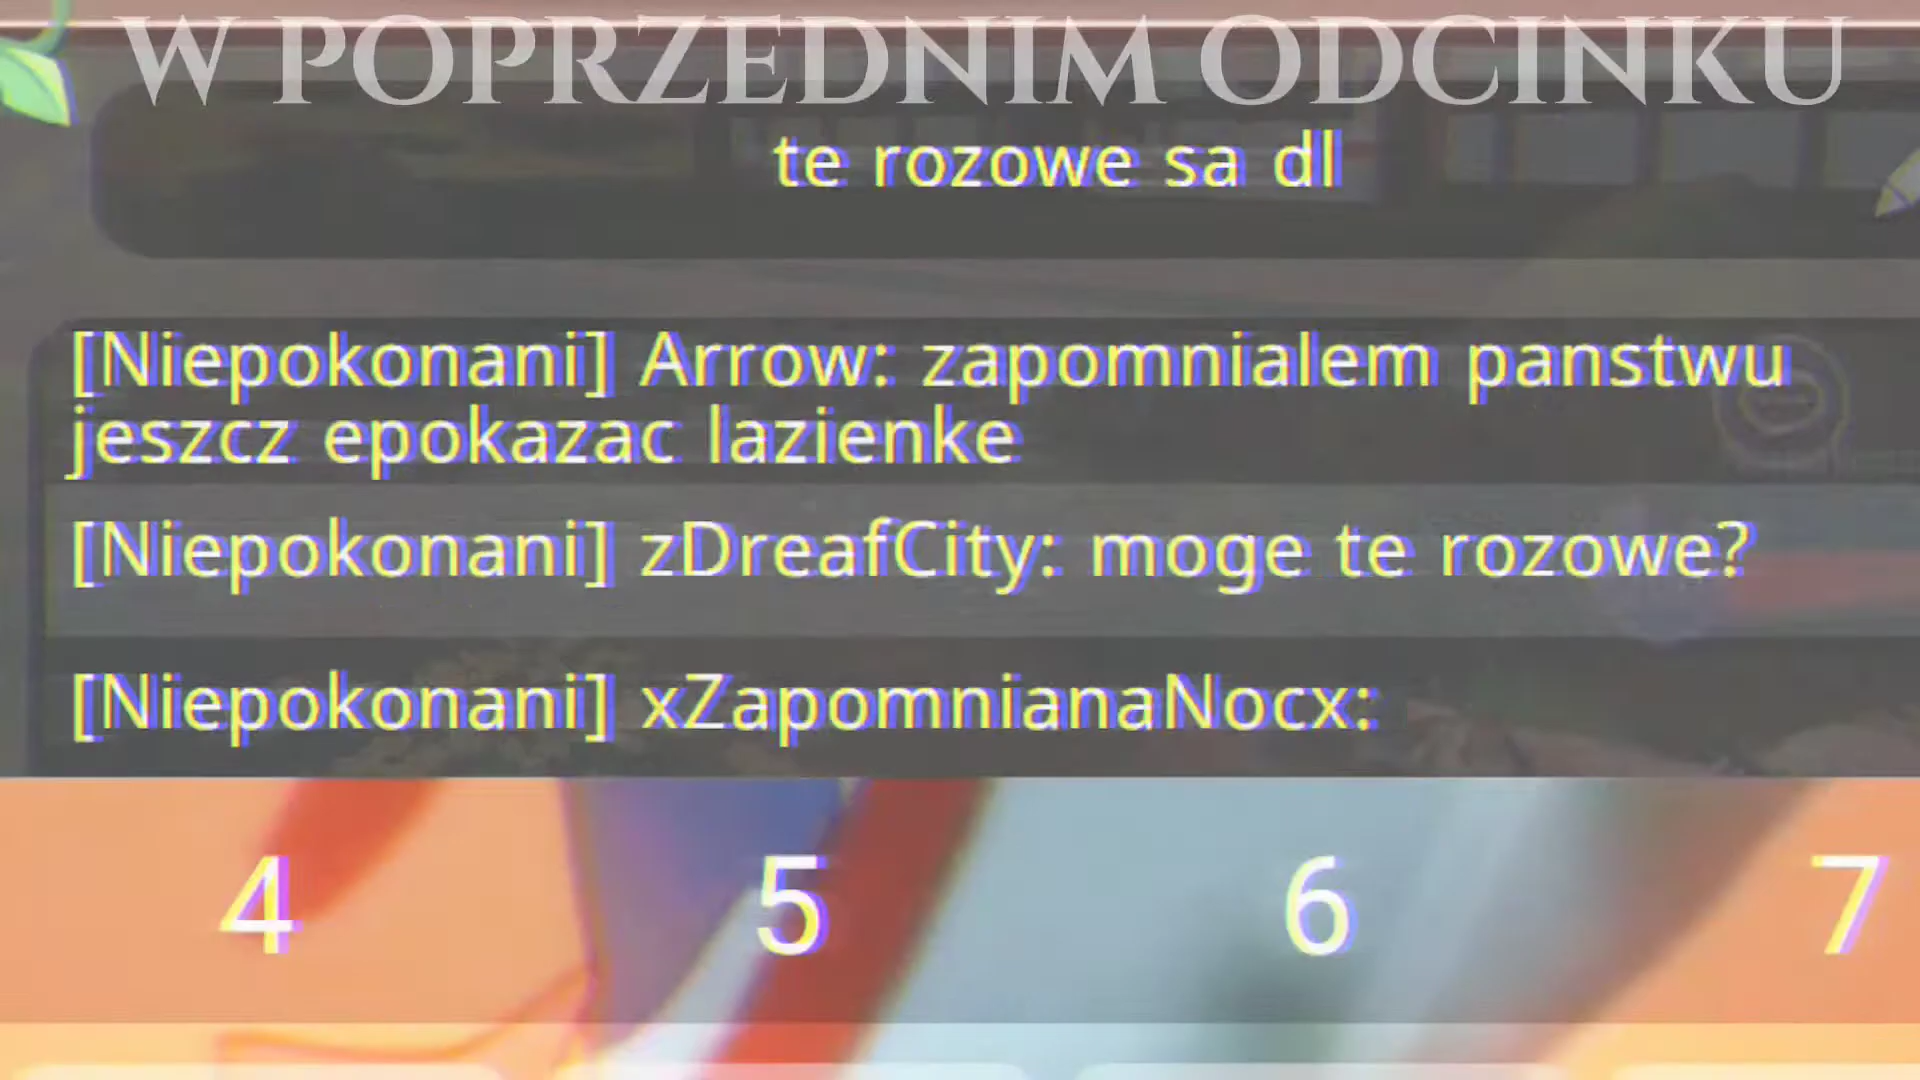 W POPRZEDNIM ODCINKU
te rozowe sa dl
[Niepokonani] Arrow: zapomnialem panstwu
jeszcz epokazac lazienke
[Niepokonani] zDreafCity: moge te rozowe?
[Niepokonani] xZapomnianaNocx:
4 5 6 7